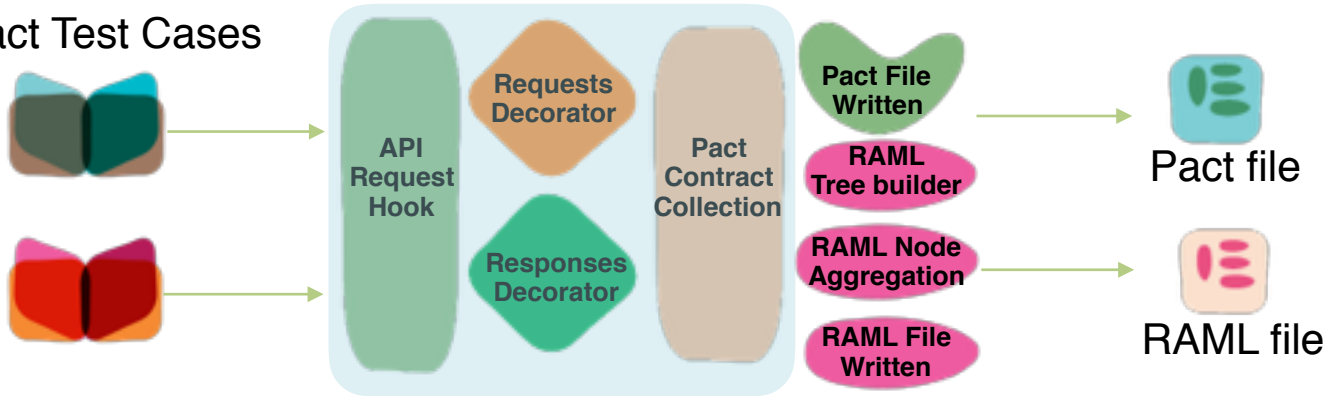 act Test Cases
API
Request
Hook
Requests
Decorator
Responses
Decorator
Pact
Contract
Collection
Pact File
Written
RAML
Tree builder
RAML Node
Aggregation
RAML File
Written
Pact file
RAML file